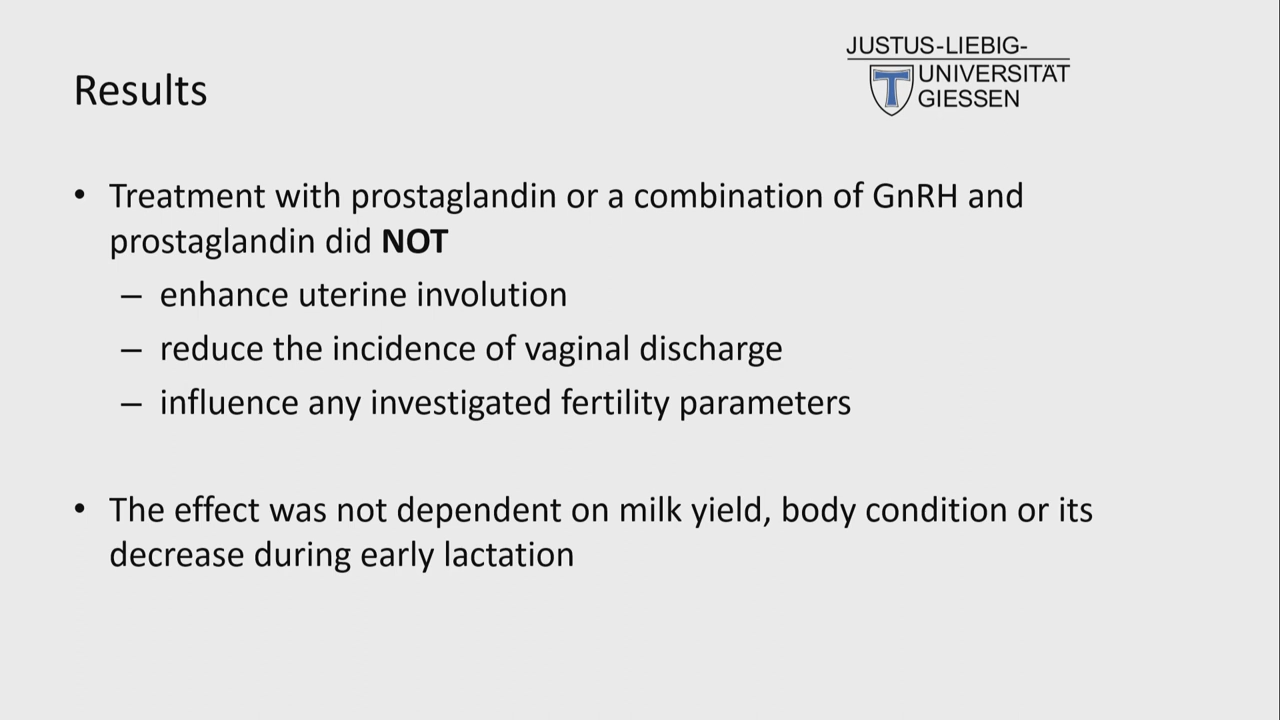 JUSTUS-LIEBIG-
UNIVERSITÄT
GIESSEN
Results
• Treatment with prostaglandin or a combination of GnRH and
prostaglandin did NOT
– enhance uterine involution
– reduce the incidence of vaginal discharge
– influence any investigated fertility parameters
• The effect was not dependent on milk yield, body condition or its
decrease during early lactation